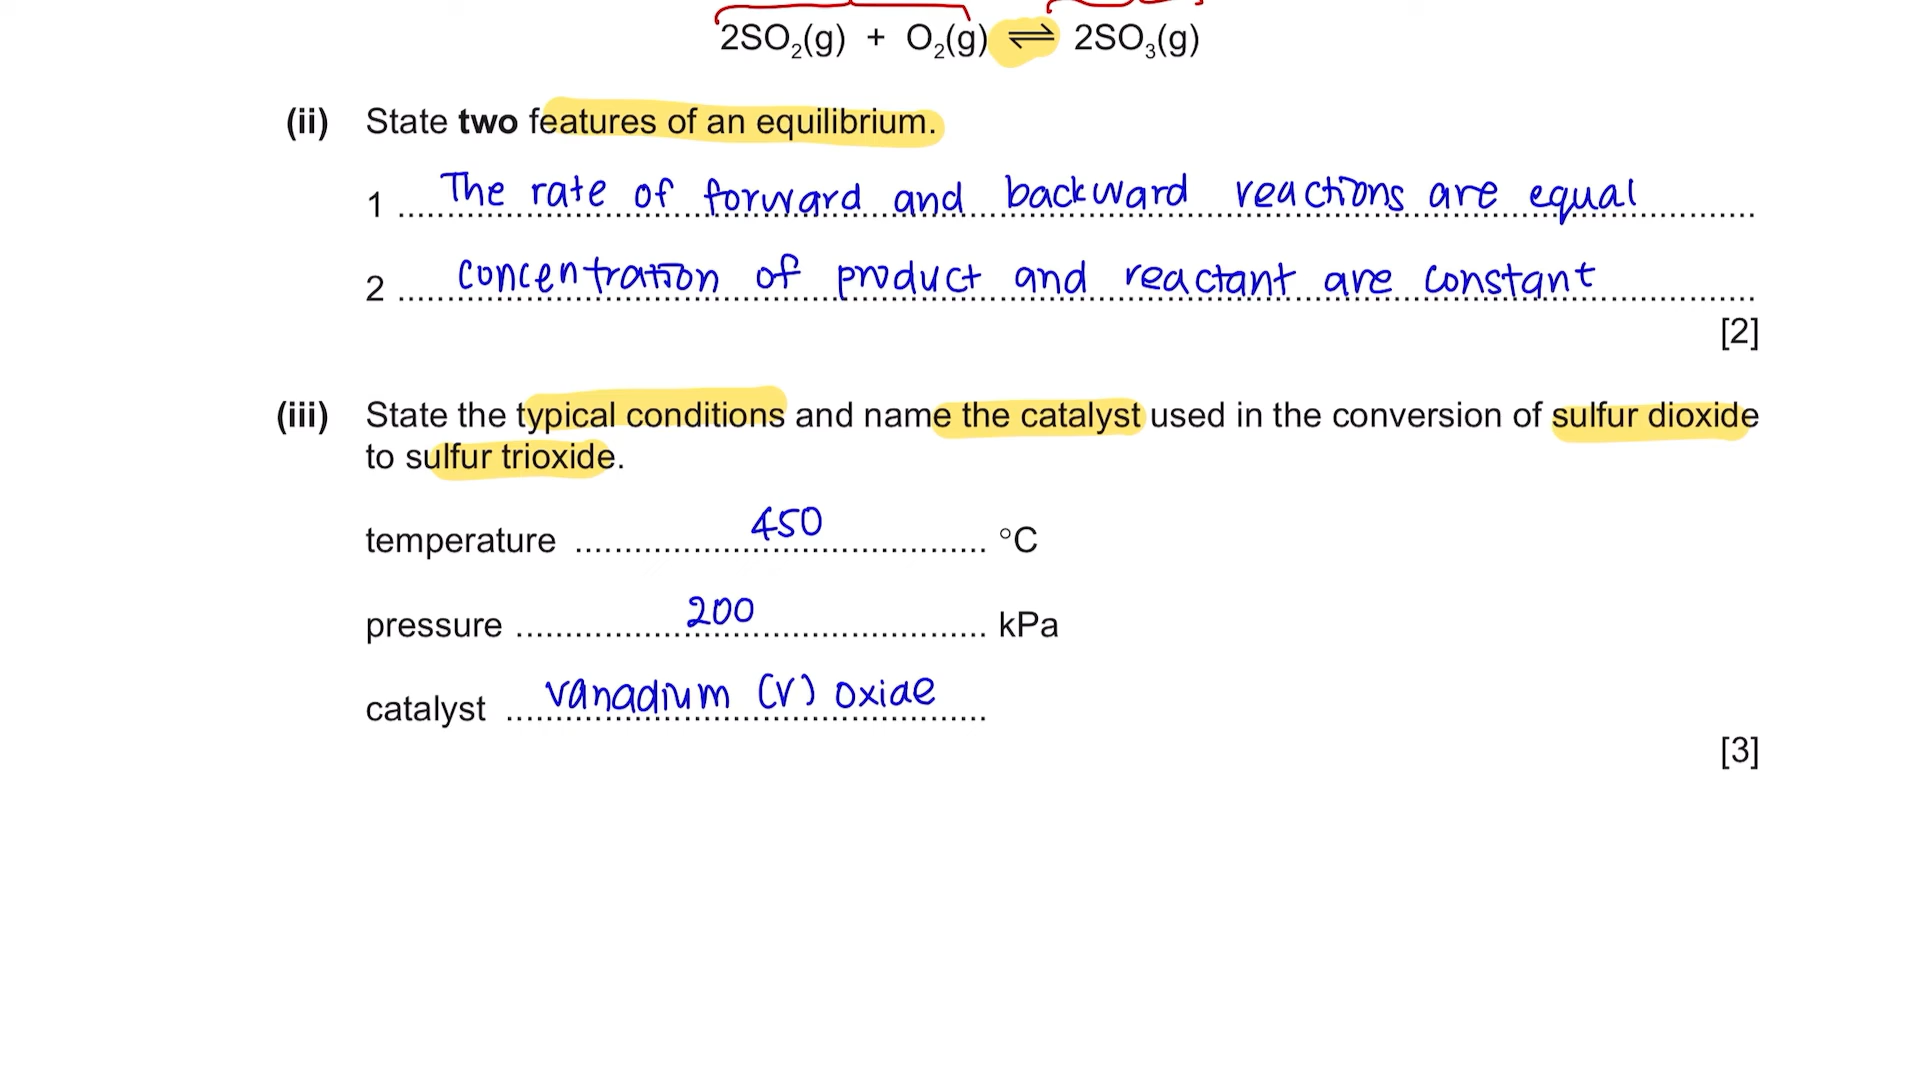 2SO₂(g) + O₂(g) ⇌ 2SO₃(g)
(ii) State two features of an equilibrium.
1 The rate of forward and backward reactions are equal
2 concentration of product and reactant are constant
[2]
(iii) State the typical conditions and name the catalyst used in the conversion of sulfur dioxide
to sulfur trioxide.
temperature 450 °C
pressure 200 kPa
catalyst vanadium (V) oxide
[3]